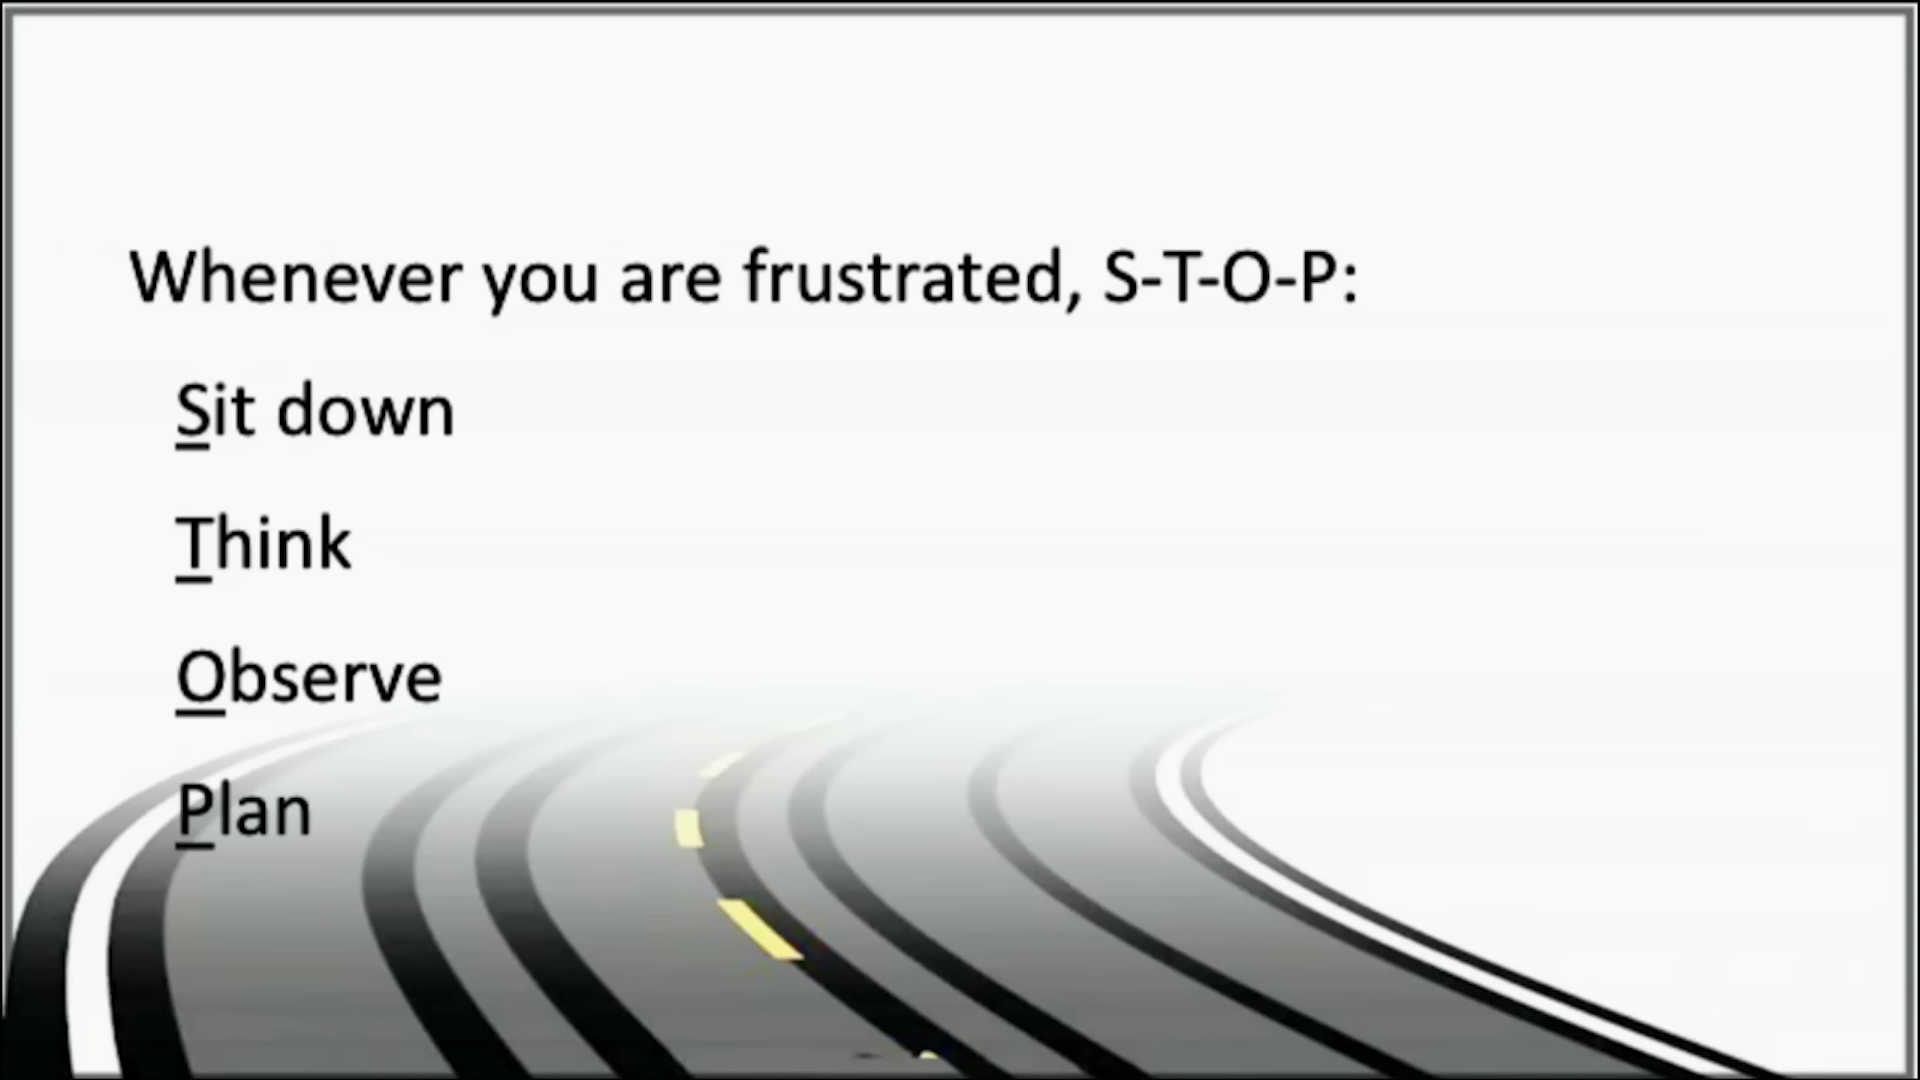 Whenever you are frustrated, S-T-O-P:
Sit down
Think
Observe
Plan